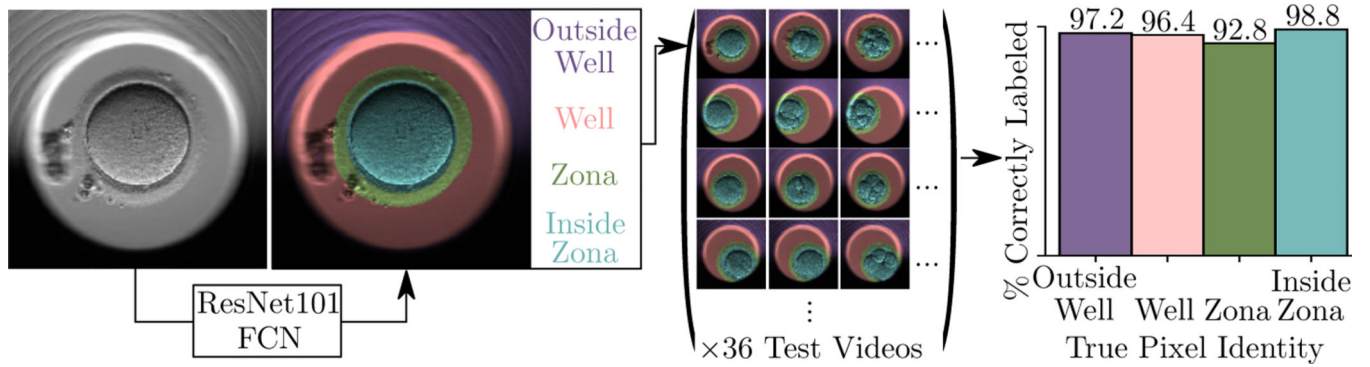 Outside
Well
Well
Zona
Inside
Zona
ResNet101
FCN
...
...
...
...
⋮
×36 Test Videos
% Correctly Labeled
97.2
96.4
92.8
98.8
Outside
Well
Well
Zona
Inside
Zona
True Pixel Identity